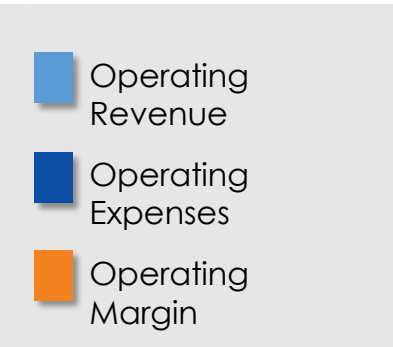 Operating
Revenue
Operating
Expenses
Operating
Margin